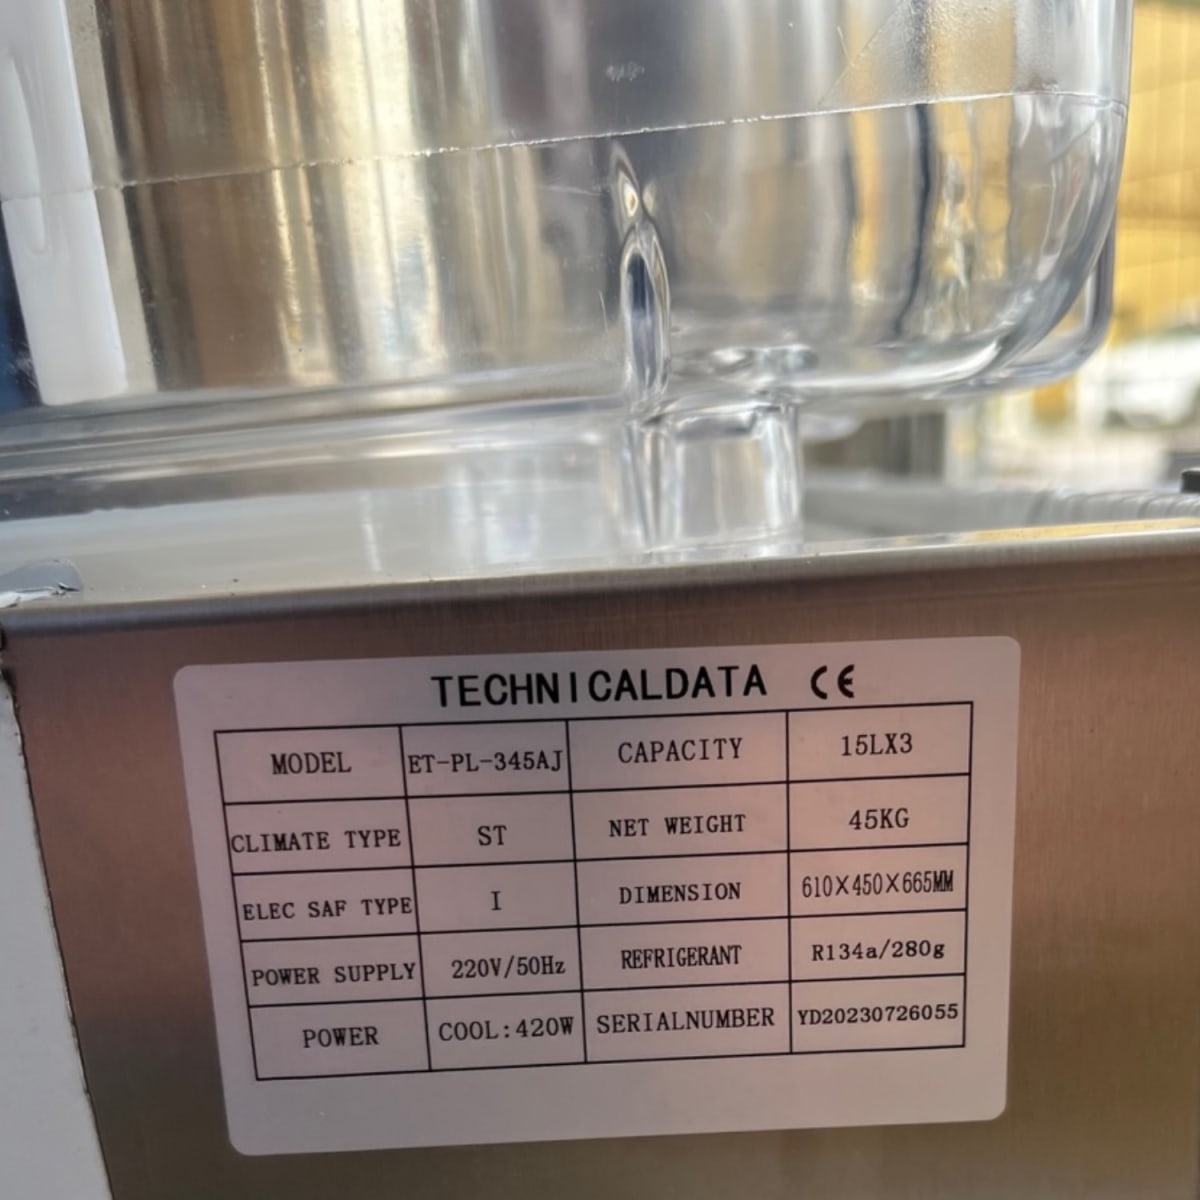 TECHNICALDATA CE
MODEL ET-PL-345AJ CAPACITY 15LX3
CLIMATE TYPE ST NET WEIGHT 45KG
ELEC SAF TYPE I DIMENSION 610X450X665MM
POWER SUPPLY 220V/50Hz REFRIGERANT R134a/280g
POWER COOL:420W SERIALNUMBER YD20230726055